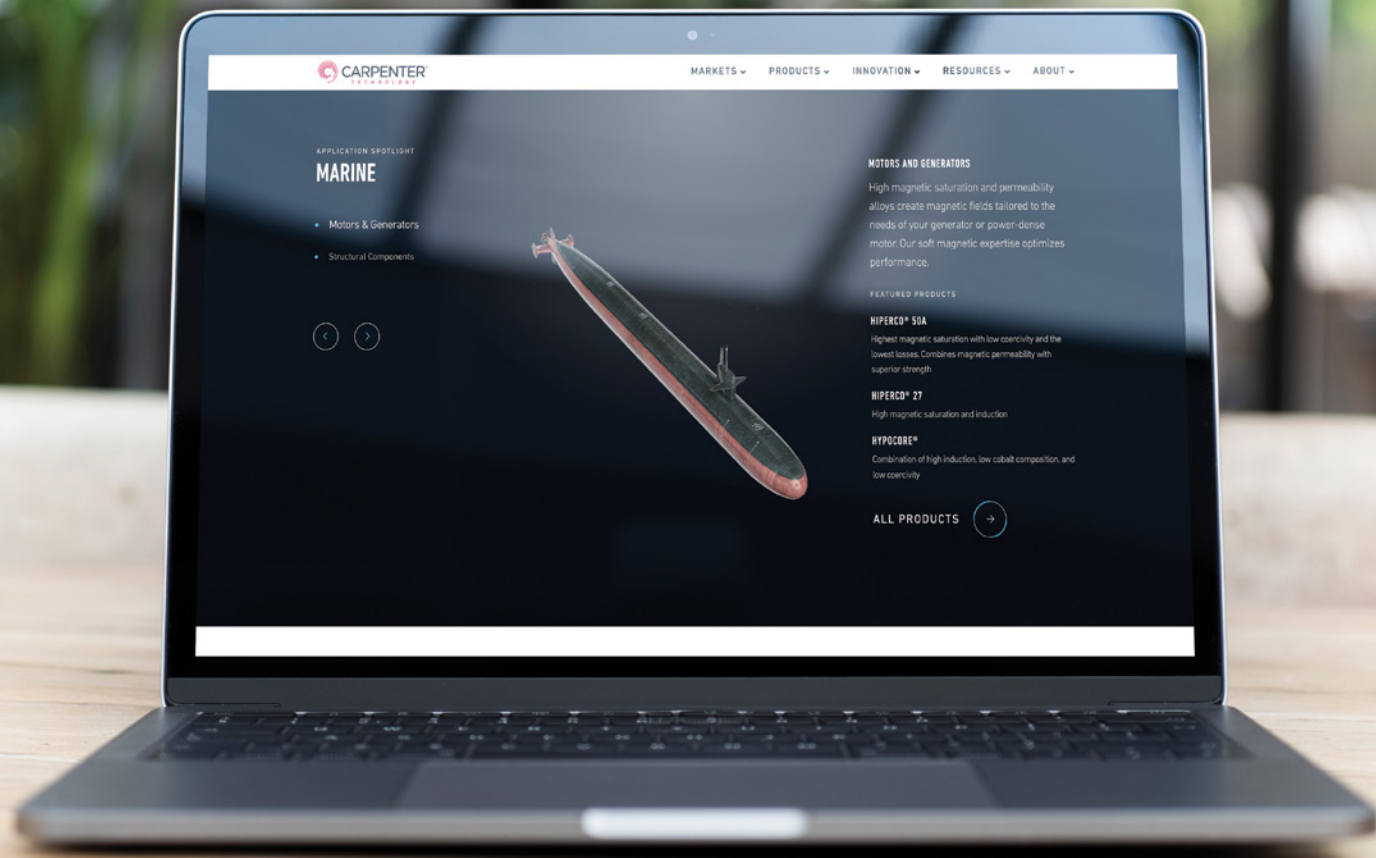 CARPENTER®
TECHNOLOGY
MARKETS
PRODUCTS
INNOVATION
RESOURCES
ABOUT
APPLICATION SPOTLIGHT
MARINE
Motors & Generators
Structural Components
MOTORS AND GENERATORS
High magnetic saturation and permeability
alloys create magnetic fields tailored to the
needs of your generator or power-dense
motor. Our soft magnetic expertise optimizes
performance.
FEATURED PRODUCTS
HIPERCO® 50A
Highest magnetic saturation with low coercivity and the
lowest losses. Combines magnetic permeability with
superior strength
HIPERCO® 27
High magnetic saturation and induction
HYPOCORE®
Combination of high induction, low cobalt composition, and
low coercivity
ALL PRODUCTS